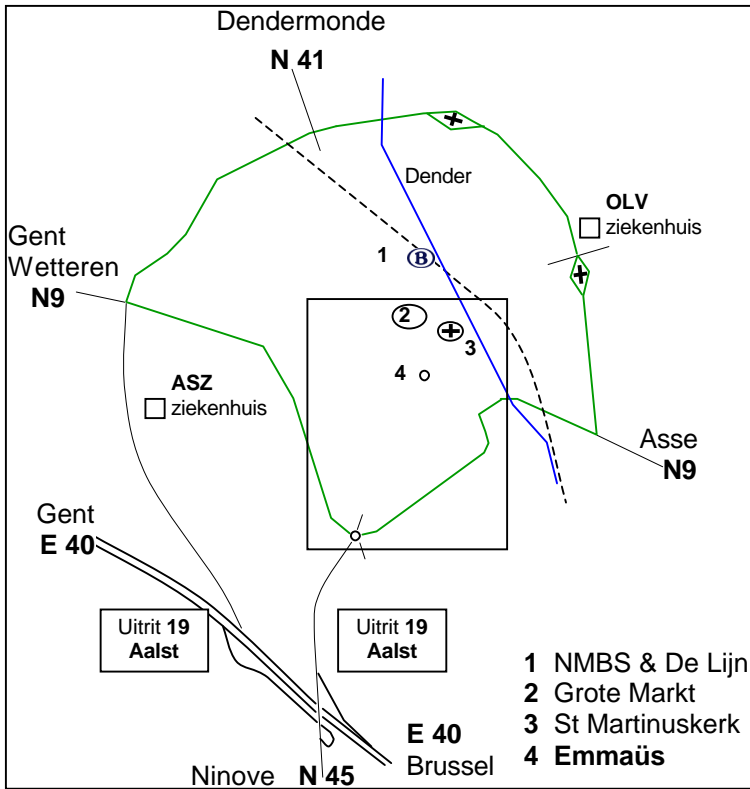 Dendermonde
N 41
Dender
OLV
ziekenhuis
Gent
Wetteren
N9
1
B
2
3
4
ASZ
ziekenhuis
Asse
N9
Gent
E 40
Uitrit 19
Aalst
Uitrit 19
Aalst
1 NMBS & De Lijn
2 Grote Markt
3 St Martinuskerk
4 Emmaüs
E 40
Brussel
Ninove N 45